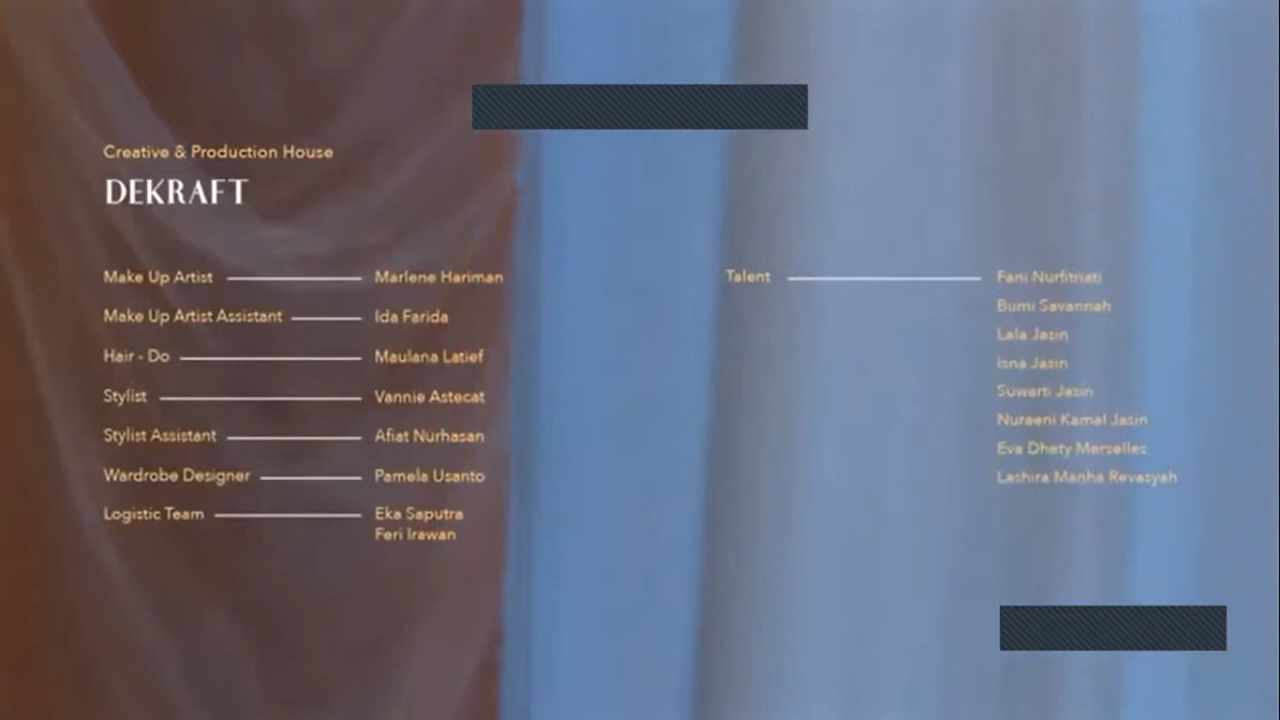 Creative & Production House
DEKRAFT
Make Up Artist Marlene Hariman
Make Up Artist Assistant Ida Farida
Hair - Do Maulana Latief
Stylist Vannie Astecat
Stylist Assistant Afiat Nurhasan
Wardrobe Designer Pamela Usanto
Logistic Team Eka Saputra
Feri Irawan
Talent Fani Nurfitriati
Bumi Savannah
Lala Jasin
Isna Jasin
Suwarti Jasin
Nuraeni Kamal Jasin
Eva Dhety Merselles
Lashira Manha Revasyah